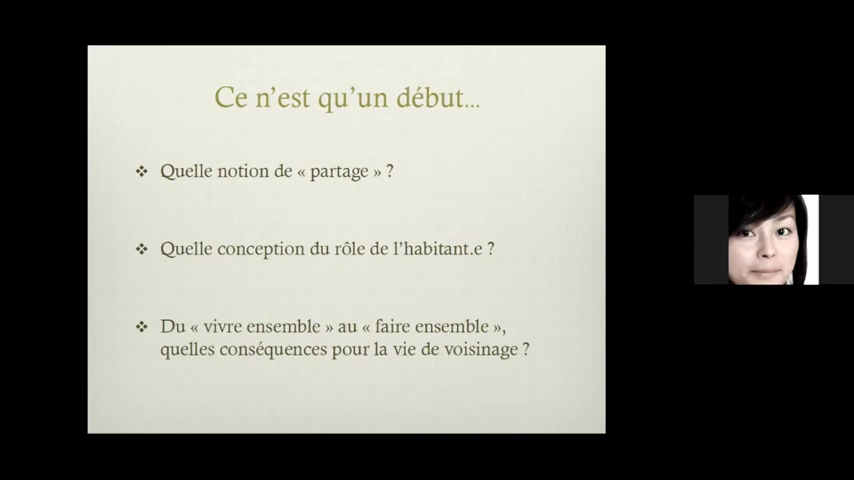 Ce n'est qu'un début...
❖ Quelle notion de « partage » ?
❖ Quelle conception du rôle de l'habitant.e ?
❖ Du « vivre ensemble » au « faire ensemble »,
quelles conséquences pour la vie de voisinage ?